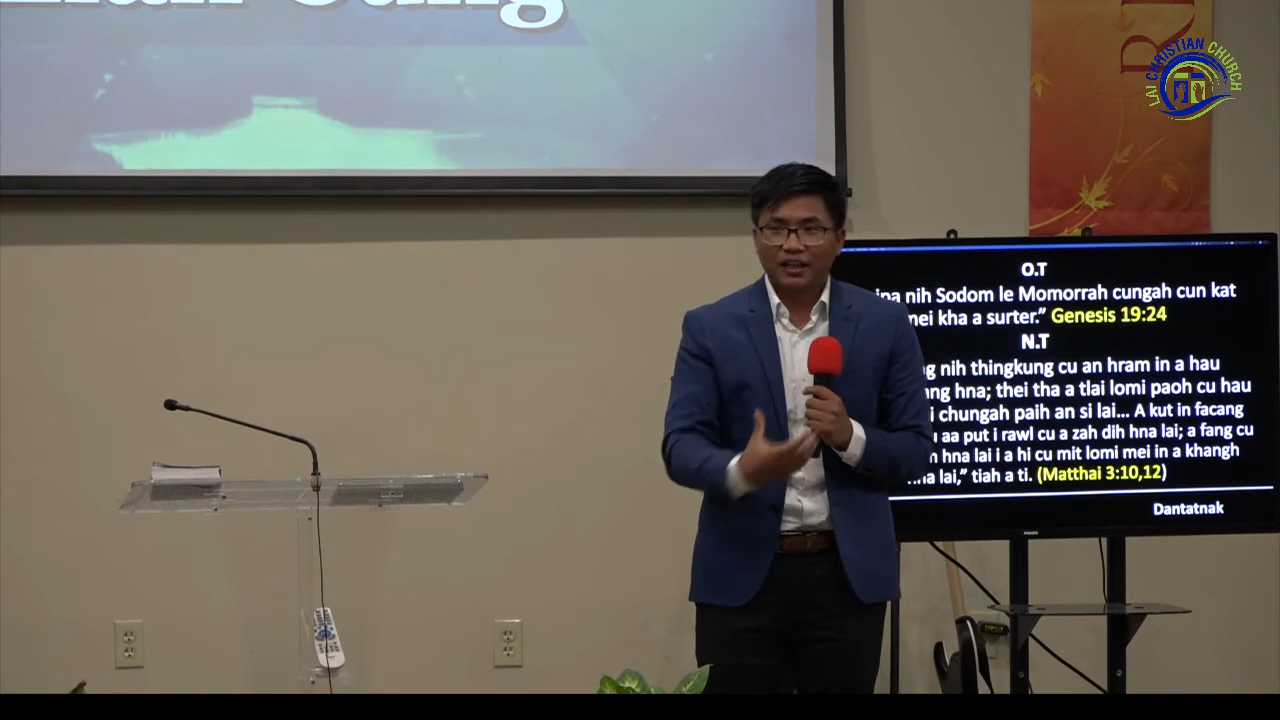 LAI CHRISTIAN CHURCH
O.T
nih Sodom le Momorrah cungah cun kat
mei kha a surter.” Genesis 19:24
N.T
nih thingkung cu an hram in a hau
hna; thei tha a tlai lomi paoh cu hau
chungah paih an si lai... A kut in facang
aa put i rawl cu a zah dih hna lai; a fang cu
hna lai i a hi cu mit lomi mei in a khangh
lai,” tiah a ti. (Matthai 3:10,12)
Dantatnak
PHILIPS